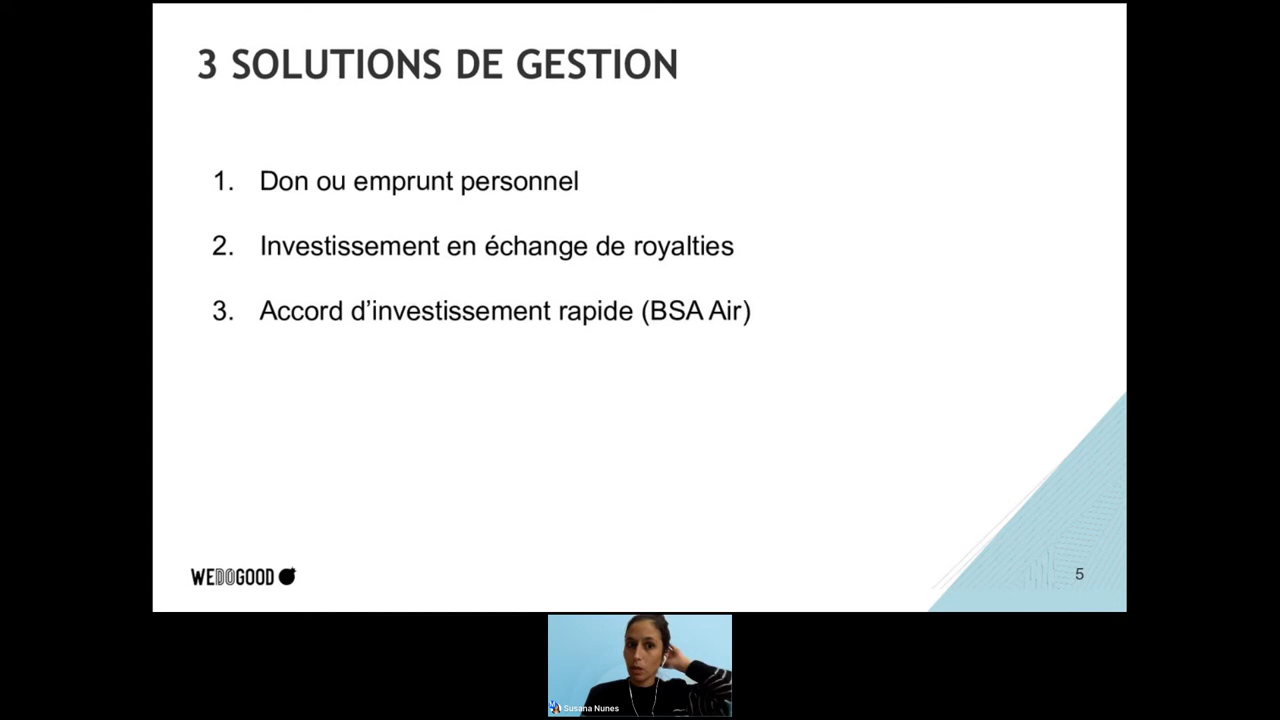 3 SOLUTIONS DE GESTION
1. Don ou emprunt personnel
2. Investissement en échange de royalties
3. Accord d’investissement rapide (BSA Air)
WEDOGOOD
5
Susana Nunes